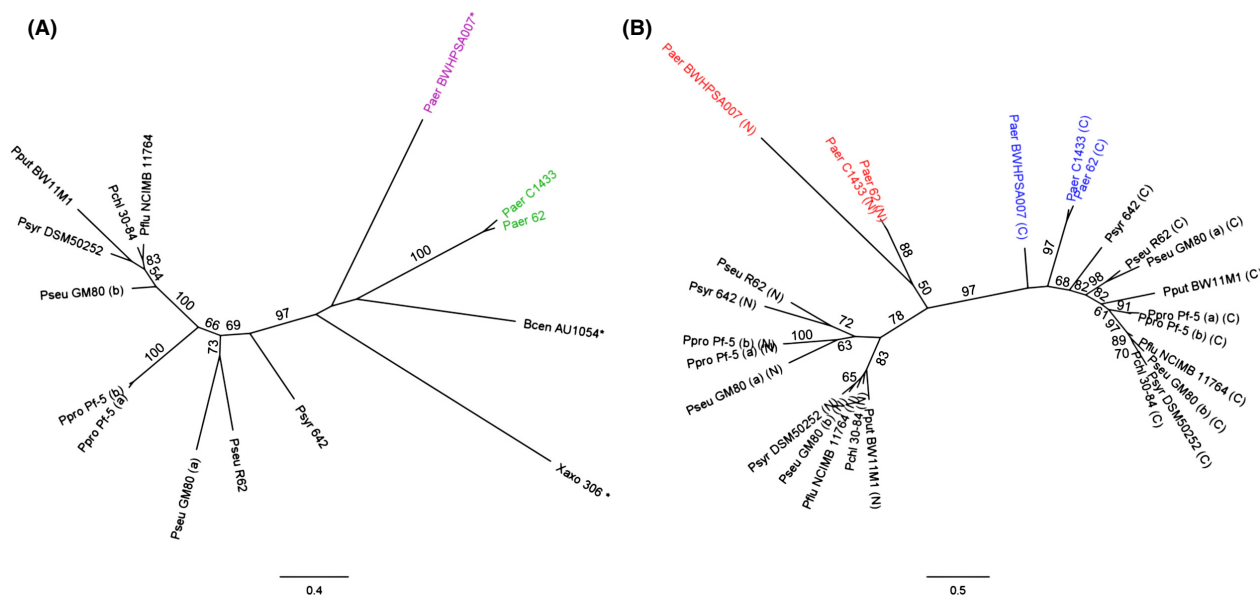 (A)
Paer BWHPSA007*
Paer C1433
Paer 62
Pflu NCIMB 11764
Pchl 30-84
Pput BW11M1
Psyr DSM50252
Pseu GM80 (b)
83
54
100
100
66
69
73
97
100
Bcen AU1054*
Ppro Pf-5 (b)
Ppro Pf-5 (a)
Psyr 642
Pseu R62
Pseu GM80 (a)
Xaxo 306 *
0.4
(B)
Paer BWHPSA007 (N)
Paer 62 (N)
Paer C1433 (N)
88
50
97
78
Paer BWHPSA007 (C)
Paer C1433 (C)
Paer 62 (C)
97
Psyr 642 (C)
Pseu R62 (C)
Pseu GM80 (a) (C)
Pput BW11M1 (C)
Ppro Pf-5 (a) (C)
Ppro Pf-5 (b) (C)
68
82
98
82
91
61
97
89
70
Pflu NCIMB 11764 (C)
Pseu GM80 (b) (C)
Psyr DSM50252 (C)
Pchl 30-84 (C)
Pseu R62 (N)
Psyr 642 (N)
72
100
63
Ppro Pf-5 (b) (N)
Ppro Pf-5 (a) (N)
Pseu GM80 (a) (N)
83
65
Psyr DSM50252 (N)
Pseu GM80 (b) (N)
Pflu NCIMB 11764 (N)
Pchl 30-84 (N)
Pput BW11M1 (N)
0.5